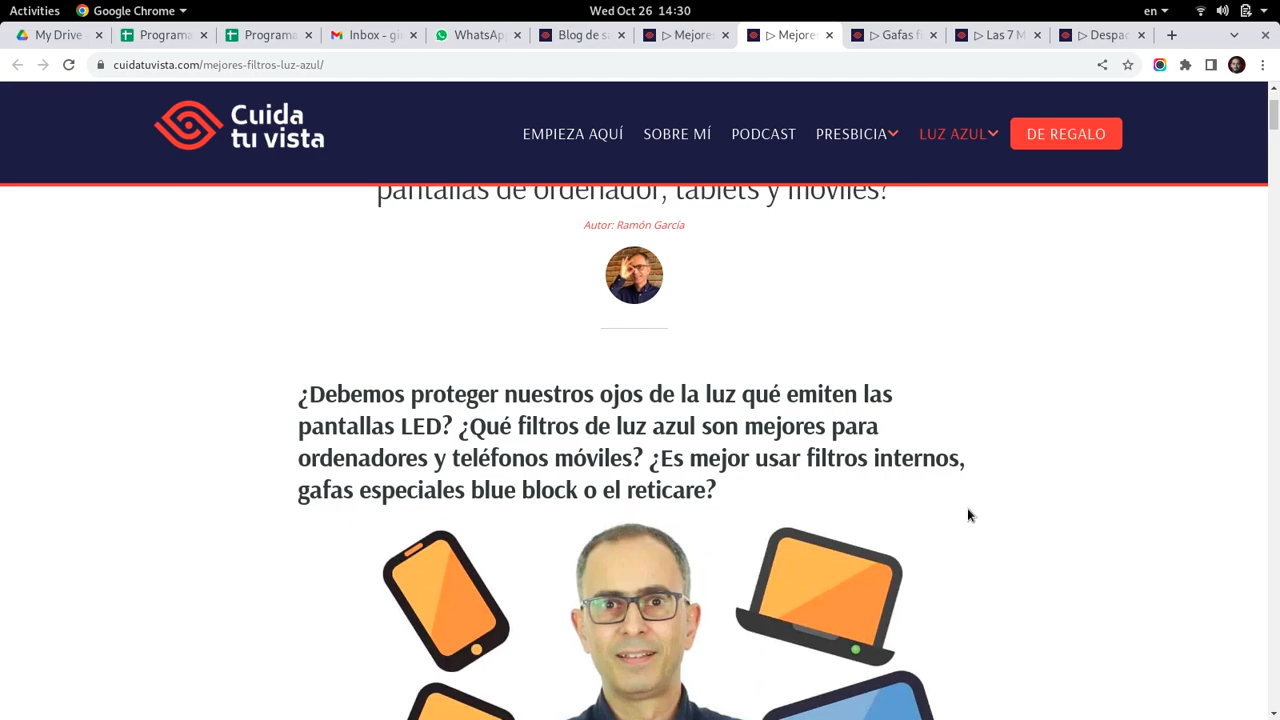 Activities
Google Chrome
Wed Oct 26 14:30
en
My Drive -
Programa
Programa
Inbox - gi
WhatsApp
Blog de s
▷ Mejores
▷ Mejores
▷ Gafas f
▷ Las 7 M
▷ Despac
cuidatuvista.com/mejores-filtros-luz-azul/
Cuida
tu vista
EMPIEZA AQUÍ
SOBRE MÍ
PODCAST
PRESBICIA
LUZ AZUL
DE REGALO
pantallas de ordenador, tablets y móviles?
Autor: Ramón García
¿Debemos proteger nuestros ojos de la luz qué emiten las
pantallas LED? ¿Qué filtros de luz azul son mejores para
ordenadores y teléfonos móviles? ¿Es mejor usar filtros internos,
gafas especiales blue block o el reticare?